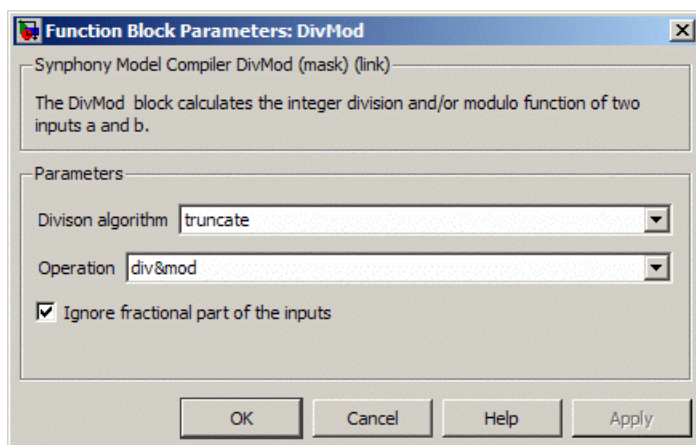 Function Block Parameters: DivMod
Synphony Model Compiler DivMod (mask) (link)
The DivMod block calculates the integer division and/or modulo function of two
inputs a and b.
Parameters
Divison algorithm truncate
Operation div&mod
Ignore fractional part of the inputs
OK Cancel Help Apply